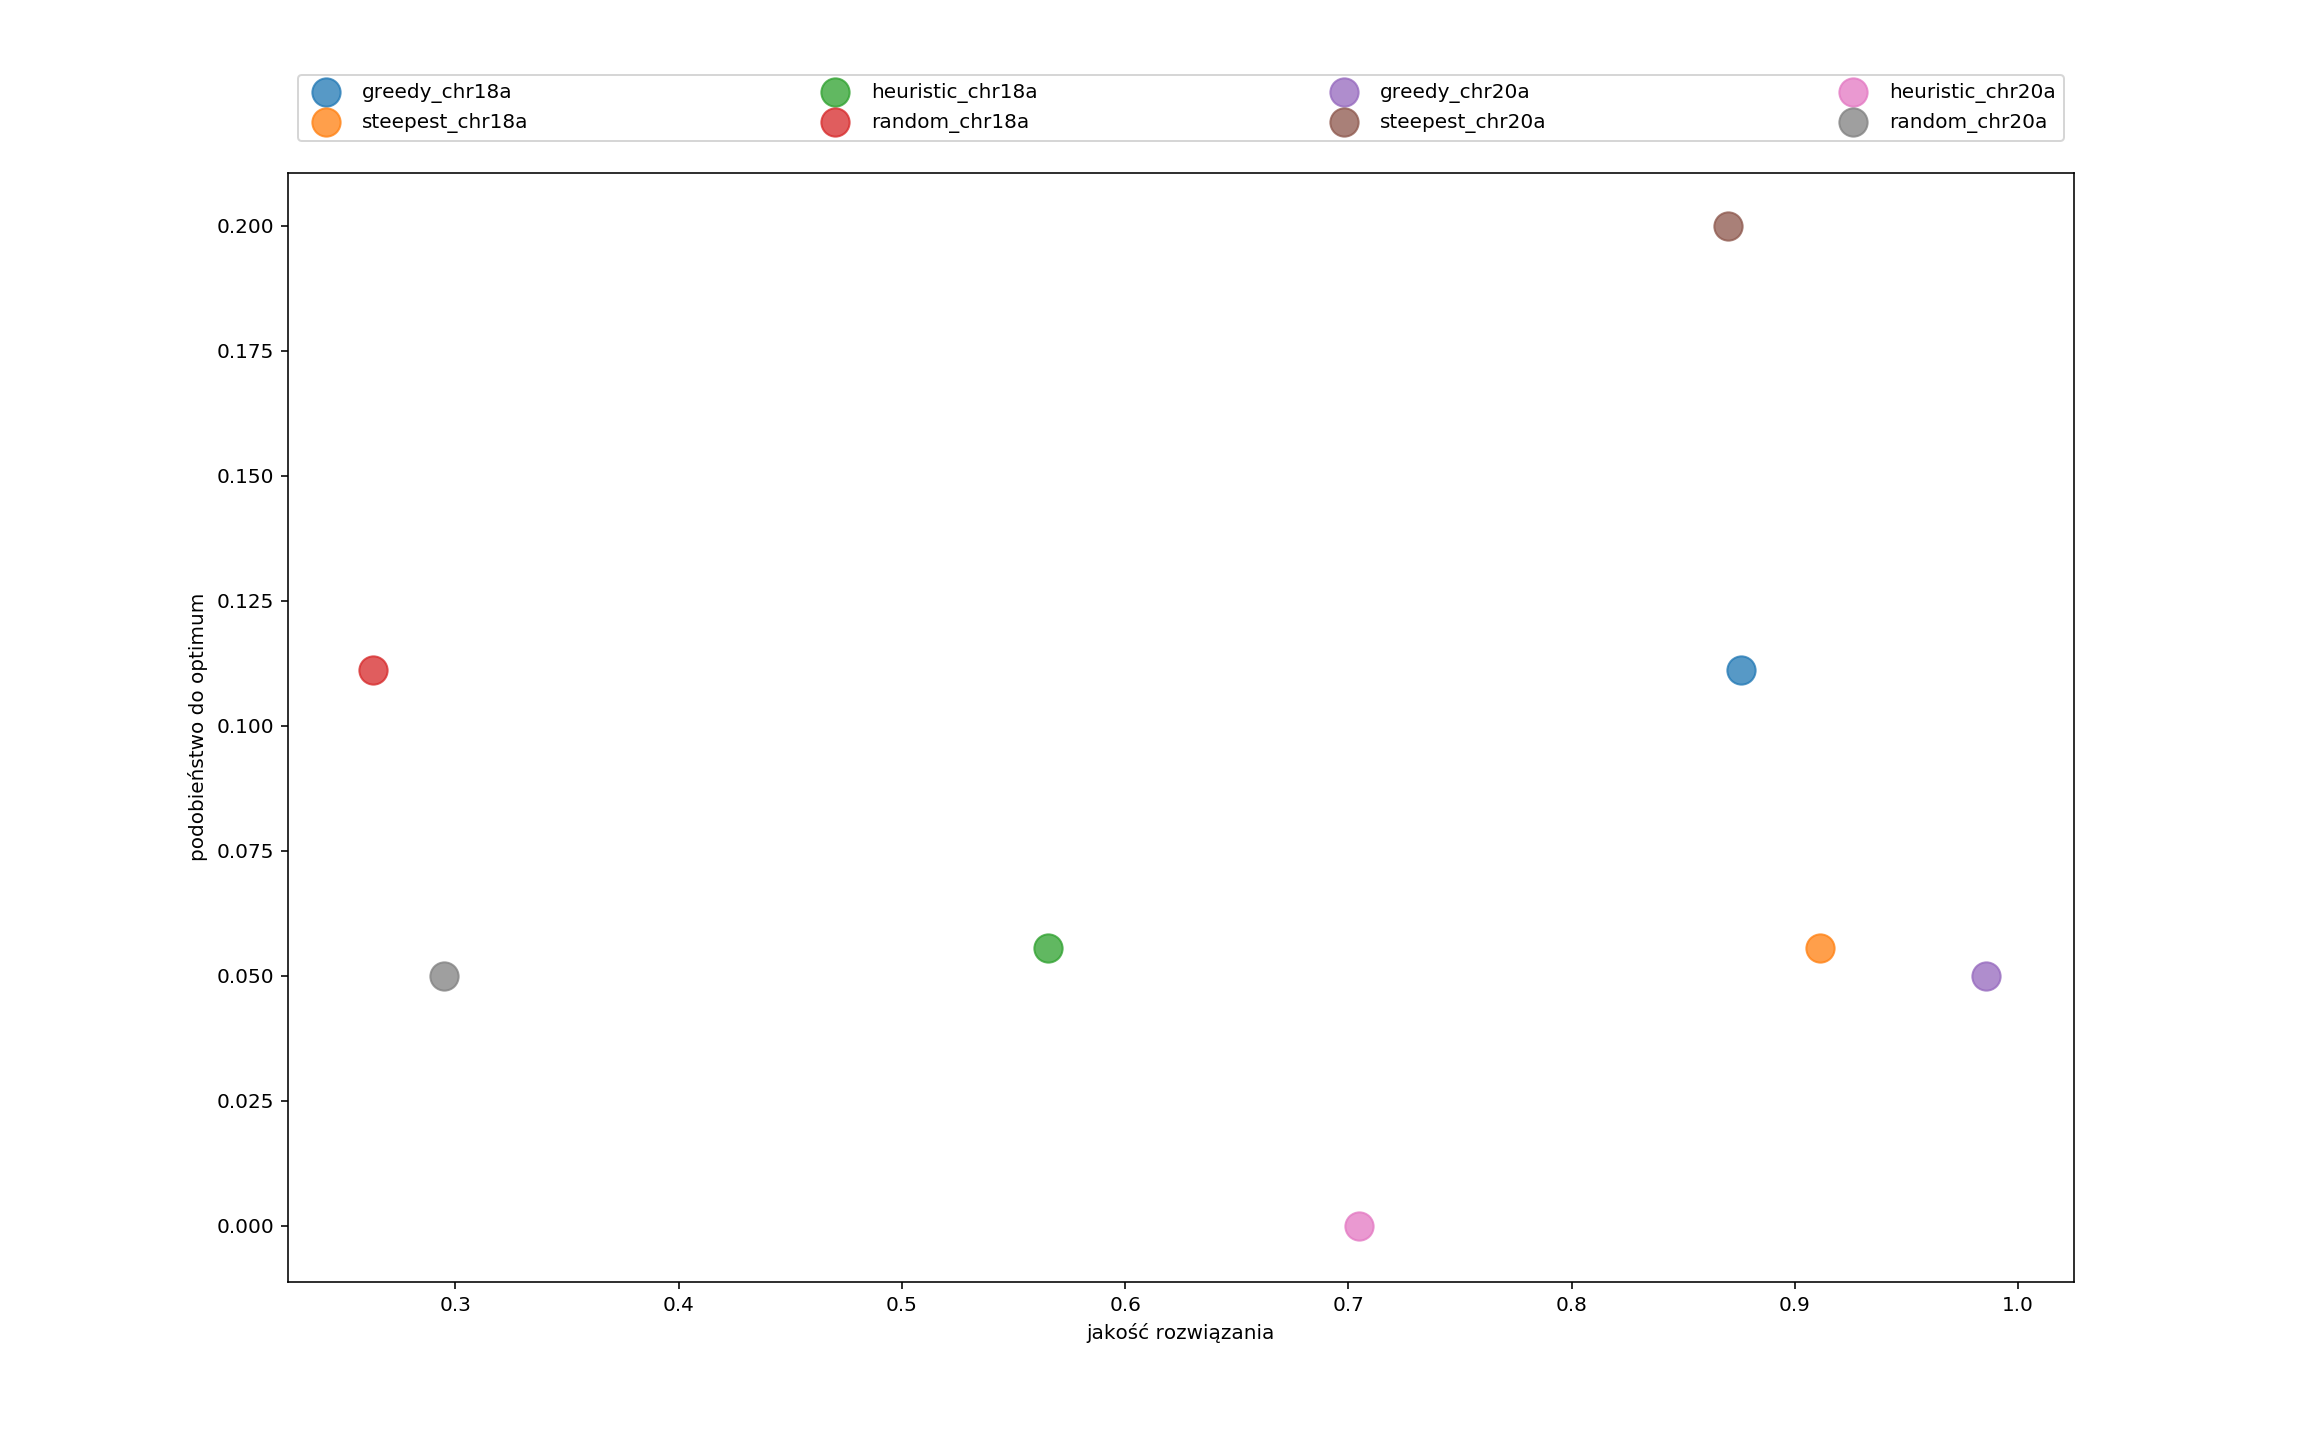 greedy_chr18a
steepest_chr18a
heuristic_chr18a
random_chr18a
greedy_chr20a
steepest_chr20a
heuristic_chr20a
random_chr20a
0.200
0.175
0.150
0.125
0.100
0.075
0.050
0.025
0.000
podobieństwo do optimum
0.3 0.4 0.5 0.6 0.7 0.8 0.9 1.0
jakość rozwiązania